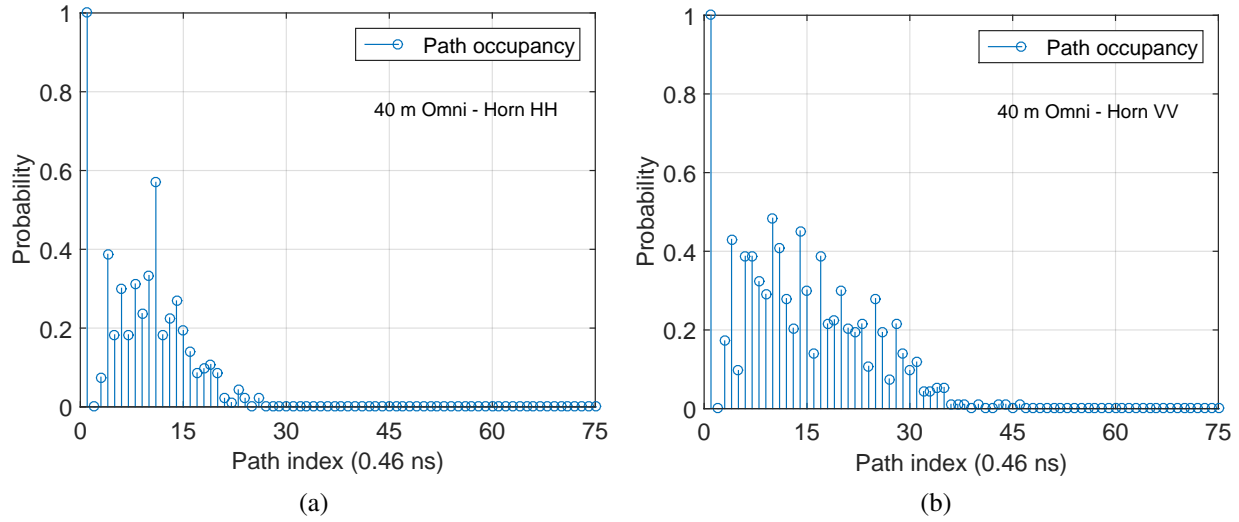 1
0.8
0.6
0.4
0.2
0
Probability
Path occupancy
40 m Omni - Horn HH
0 15 30 45 60 75
Path index (0.46 ns)
(a)
1
0.8
0.6
0.4
0.2
0
Probability
Path occupancy
40 m Omni - Horn VV
0 15 30 45 60 75
Path index (0.46 ns)
(b)